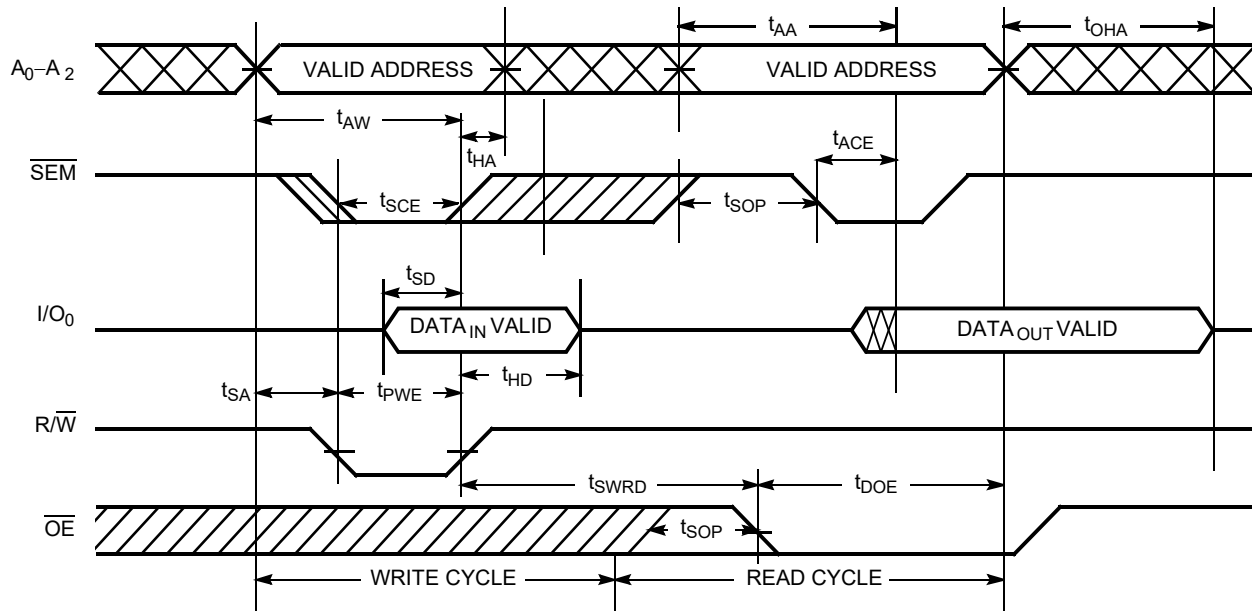 tAA tOHA
A0–A2 VALID ADDRESS VALID ADDRESS
tAW
tHA tACE
SEM tSCE tSOP
tSD
I/O0 DATAIN VALID DATAOUT VALID
tSA tPWE tHD
R/W
tSWRD tDOE
OE tSOP
WRITE CYCLE READ CYCLE